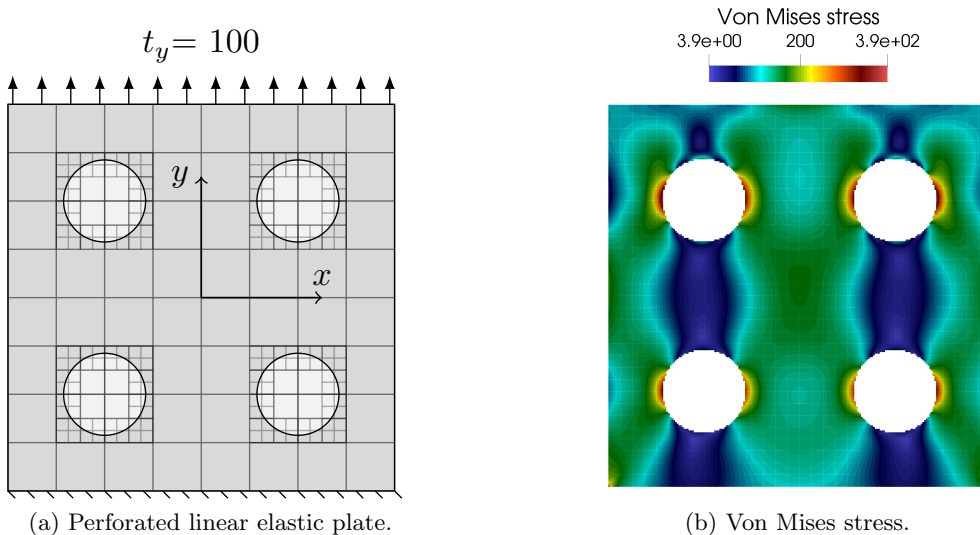 t_y = 100
y
x
(a) Perforated linear elastic plate.
Von Mises stress
3.9e+00 200 3.9e+02
(b) Von Mises stress.